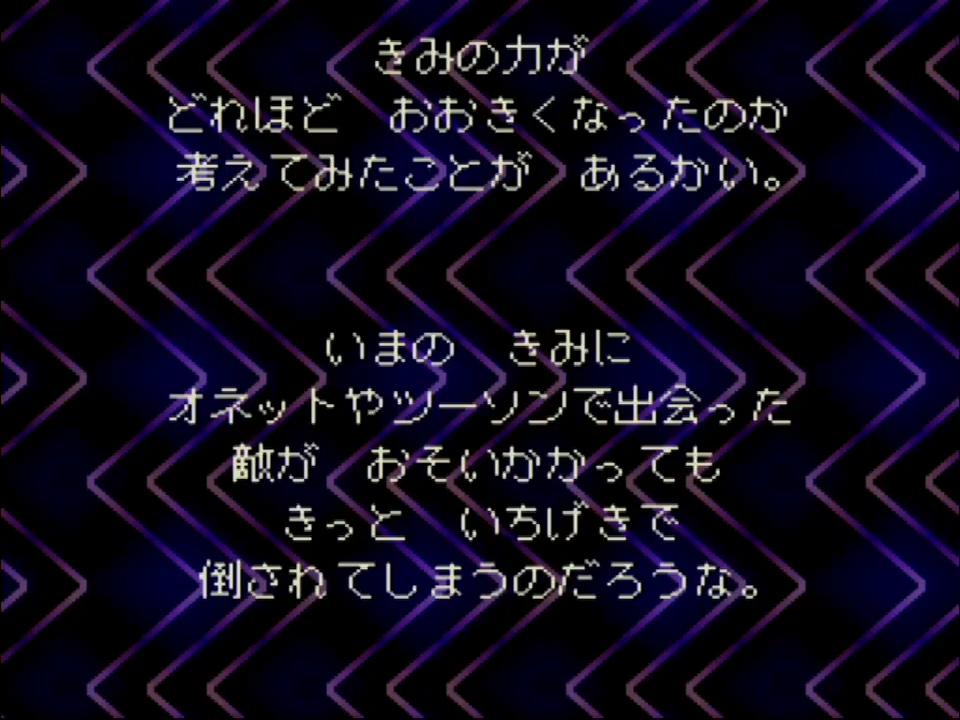 きみの力が
どれほど　おおきくなったのか
考えてみたことが　あるかい。
いまの　きみに
オネットやツーソンで出会った
敵が　おそいかかっても
きっと　いちげきで
倒されてしまうのだろうな。